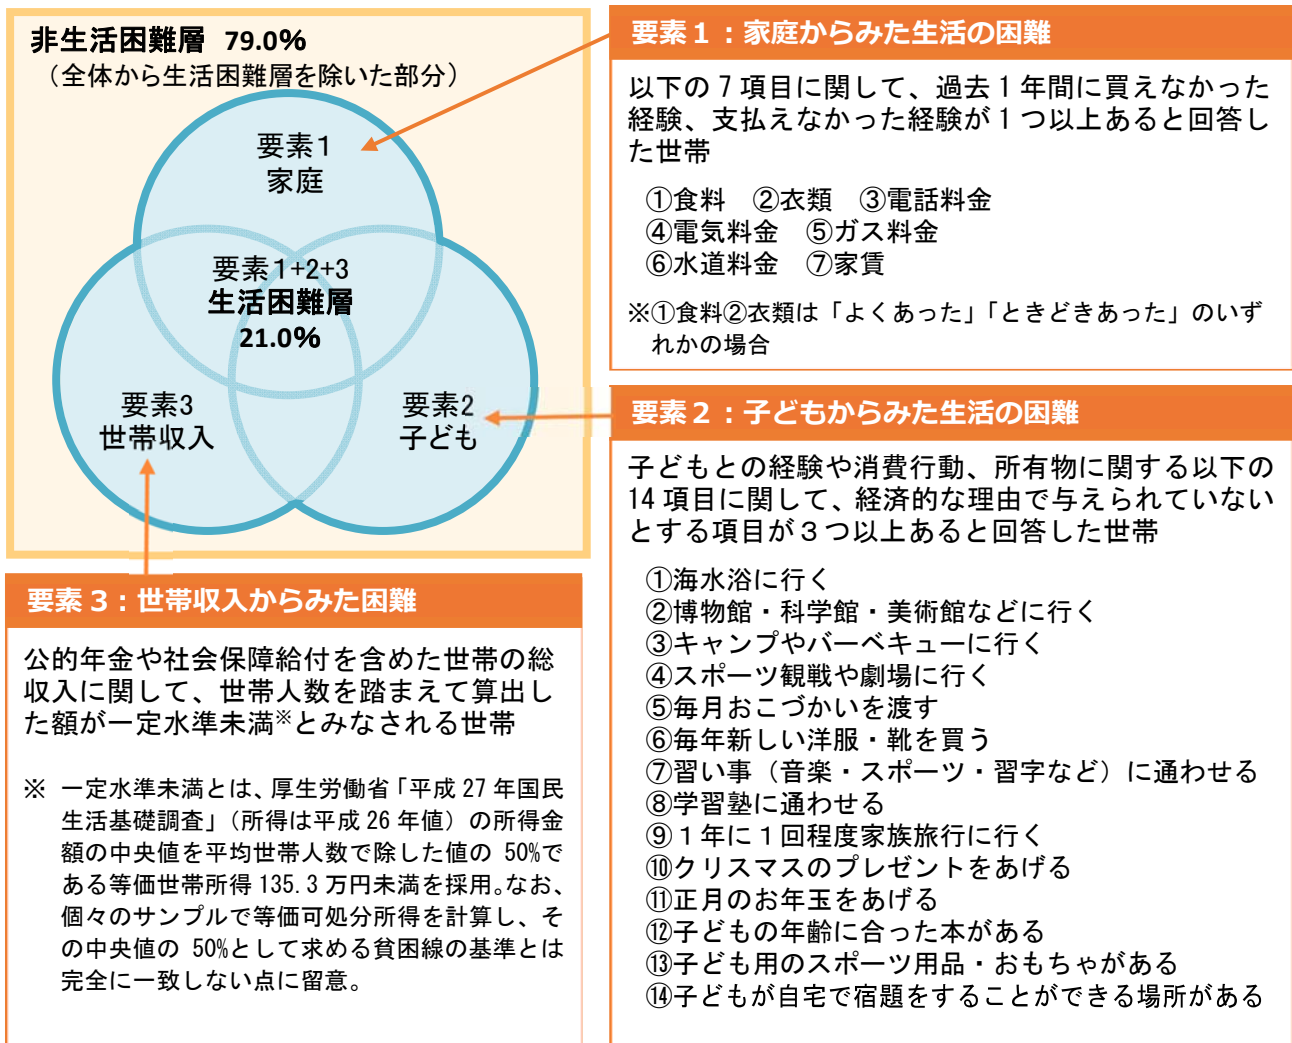 非生活困難層 79.0%
（全体から生活困難層を除いた部分）
要素1
家庭
要素1+2+3
生活困難層
21.0%
要素3
世帯収入
要素2
子ども
要素１：家庭からみた生活の困難
以下の７項目に関して、過去１年間に買えなかった
経験、支払えなかった経験が１つ以上あると回答し
た世帯
①食料　②衣類　③電話料金
④電気料金　⑤ガス料金
⑥水道料金　⑦家賃
※①食料②衣類は「よくあった」「ときどきあった」のいず
れかの場合
要素２：子どもからみた生活の困難
子どもとの経験や消費行動、所有物に関する以下の
14項目に関して、経済的な理由で与えられていない
とする項目が３つ以上あると回答した世帯
①海水浴に行く
②博物館・科学館・美術館などに行く
③キャンプやバーベキューに行く
④スポーツ観戦や劇場に行く
⑤毎月おこづかいを渡す
⑥毎年新しい洋服・靴を買う
⑦習い事（音楽・スポーツ・習字など）に通わせる
⑧学習塾に通わせる
⑨１年に１回程度家族旅行に行く
⑩クリスマスのプレゼントをあげる
⑪正月のお年玉をあげる
⑫子どもの年齢に合った本がある
⑬子ども用のスポーツ用品・おもちゃがある
⑭子どもが自宅で宿題をすることができる場所がある
要素３：世帯収入からみた困難
公的年金や社会保障給付を含めた世帯の総
収入に関して、世帯人数を踏まえて算出し
た額が一定水準未満※とみなされる世帯
※ 一定水準未満とは、厚生労働省「平成27年国民
生活基礎調査」（所得は平成26年値）の所得金
額の中央値を平均世帯人数で除した値の 50%で
ある等価世帯所得135.3万円未満を採用。なお、
個々のサンプルで等価可処分所得を計算し、そ
の中央値の 50%として求める貧困線の基準とは
完全に一致しない点に留意。